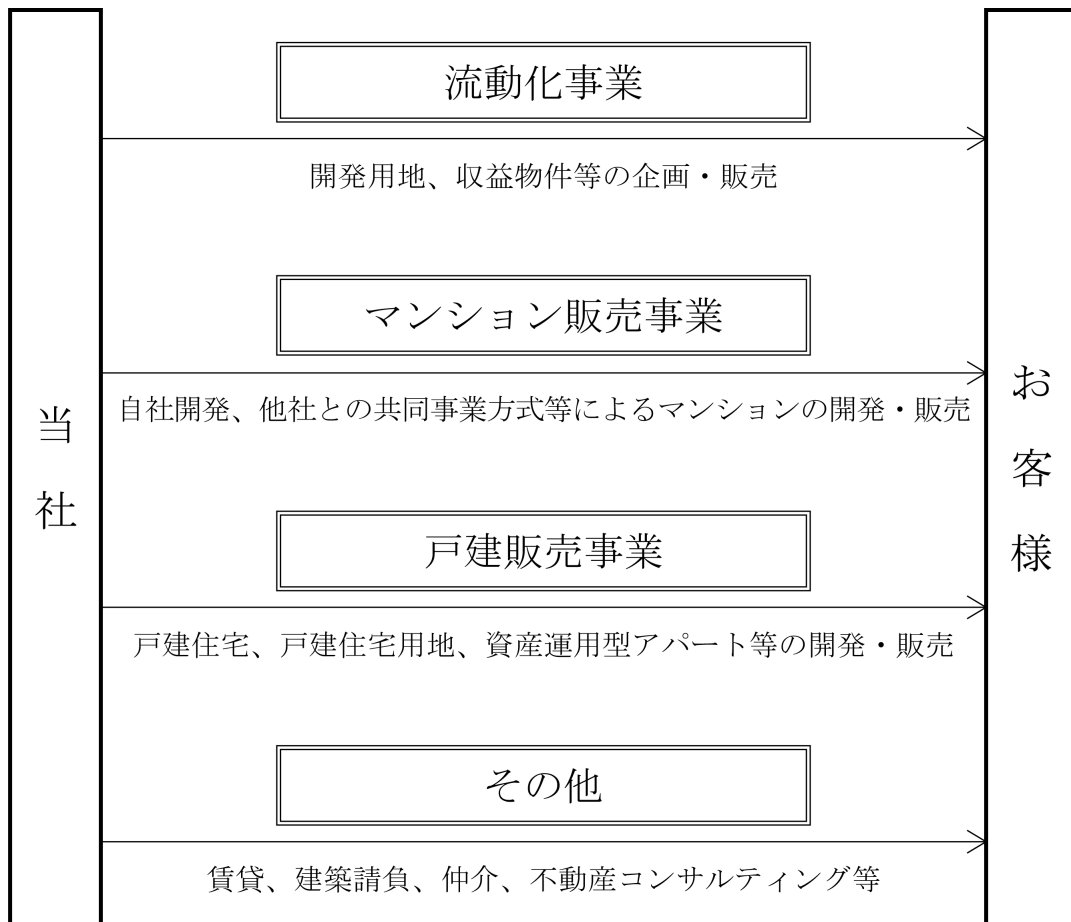 流動化事業
開発用地、収益物件等の企画・販売
マンション販売事業
自社開発、他社との共同事業方式等によるマンションの開発・販売
当社
お客様
戸建販売事業
戸建住宅、戸建住宅用地、資産運用型アパート等の開発・販売
その他
賃貸、建築請負、仲介、不動産コンサルティング等